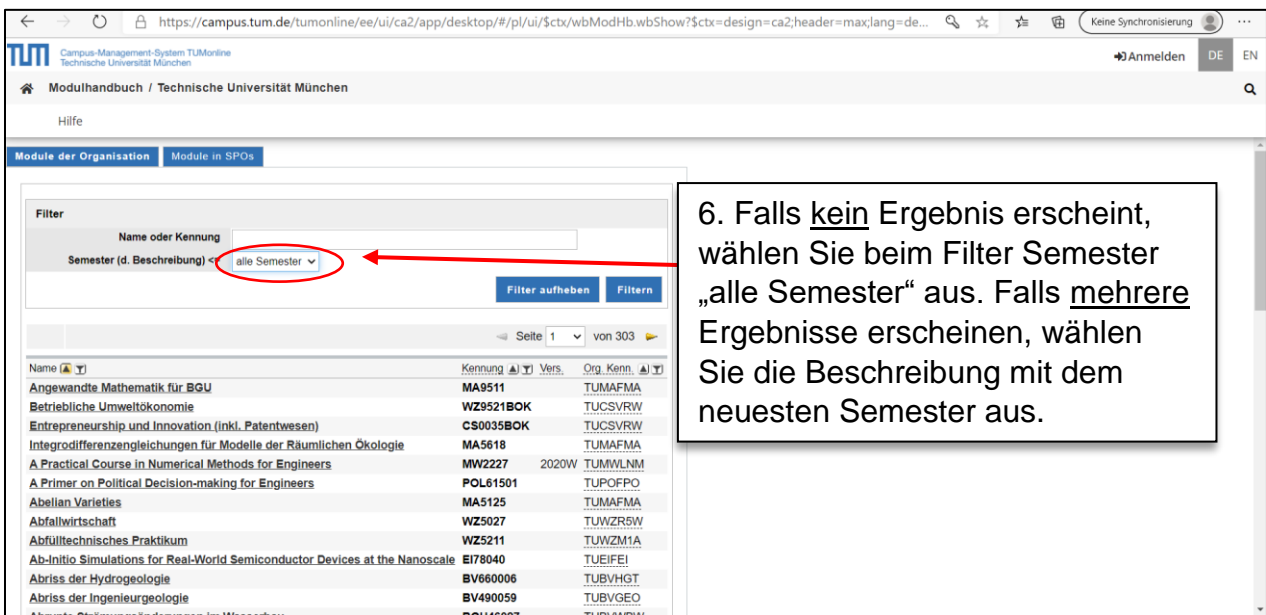 https://campus.tum.de/tumonline/ee/ui/ca2/app/desktop/#/pl/ui/$ctx/wbModHb.wbShow?$ctx=design=ca2;header=max;lang=de...
Keine Synchronisierung
TUM
Campus-Management-System TUMonline
Technische Universität München
Anmelden
DE
EN
Modulhandbuch / Technische Universität München
Hilfe
Module der Organisation
Module in SPOs
Filter
Name oder Kennung
Semester (d. Beschreibung) <= alle Semester
Filter aufheben
Filtern
Seite 1 von 303
Name Kennung Vers. Org. Kenn.
Angewandte Mathematik für BGU MA9511 TUMAFMA
Betriebliche Umweltökonomie WZ9521BOK TUCSVRW
Entrepreneurship und Innovation (inkl. Patentwesen) CS0035BOK TUCSVRW
Integrodifferenzengleichungen für Modelle der Räumlichen Ökologie MA5618 TUMAFMA
A Practical Course in Numerical Methods for Engineers MW2227 2020W TUMWLNM
A Primer on Political Decision-making for Engineers POL61501 TUPOFPO
Abelian Varieties MA5125 TUMAFMA
Abfallwirtschaft WZ5027 TUWZR5W
Abfülltechnisches Praktikum WZ5211 TUWZM1A
Ab-Initio Simulations for Real-World Semiconductor Devices at the Nanoscale EI78040 TUEIFEI
Abriss der Hydrogeologie BV660006 TUBVHGT
Abriss der Ingenieurgeologie BV490059 TUBVGEO
6. Falls kein Ergebnis erscheint,
wählen Sie beim Filter Semester
„alle Semester“ aus. Falls mehrere
Ergebnisse erscheinen, wählen
Sie die Beschreibung mit dem
neuesten Semester aus.